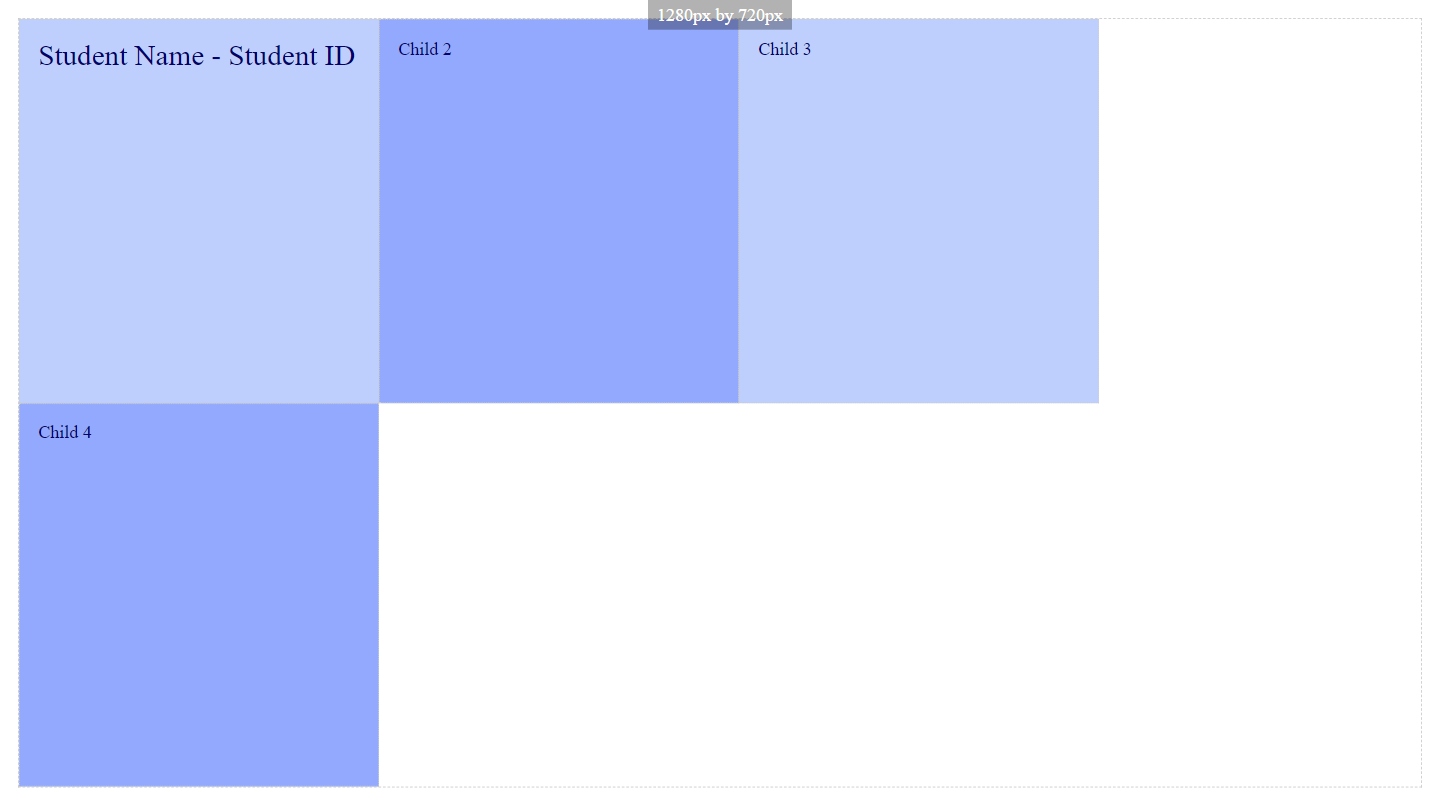 1280px by 720px
Student Name - Student ID
Child 2
Child 3
Child 4